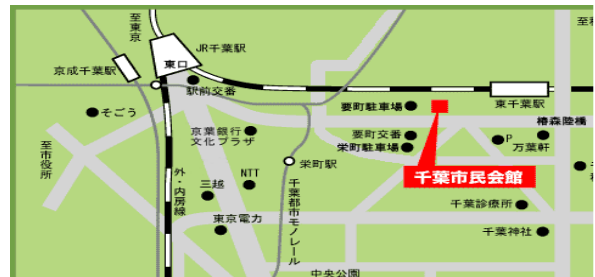 至東京
JR千葉駅
東口
京成千葉駅
駅前交番
そごう
至市役所
京葉銀行
文化プラザ
外・内房線
三越
NTT
東京電力
栄町駅
千葉都市モノレール
中央公園
要町駐車場
要町交番
栄町駐車場
千葉市民会館
東千葉駅
椿森陸橋
P
万葉軒
千葉診療所
千葉神社